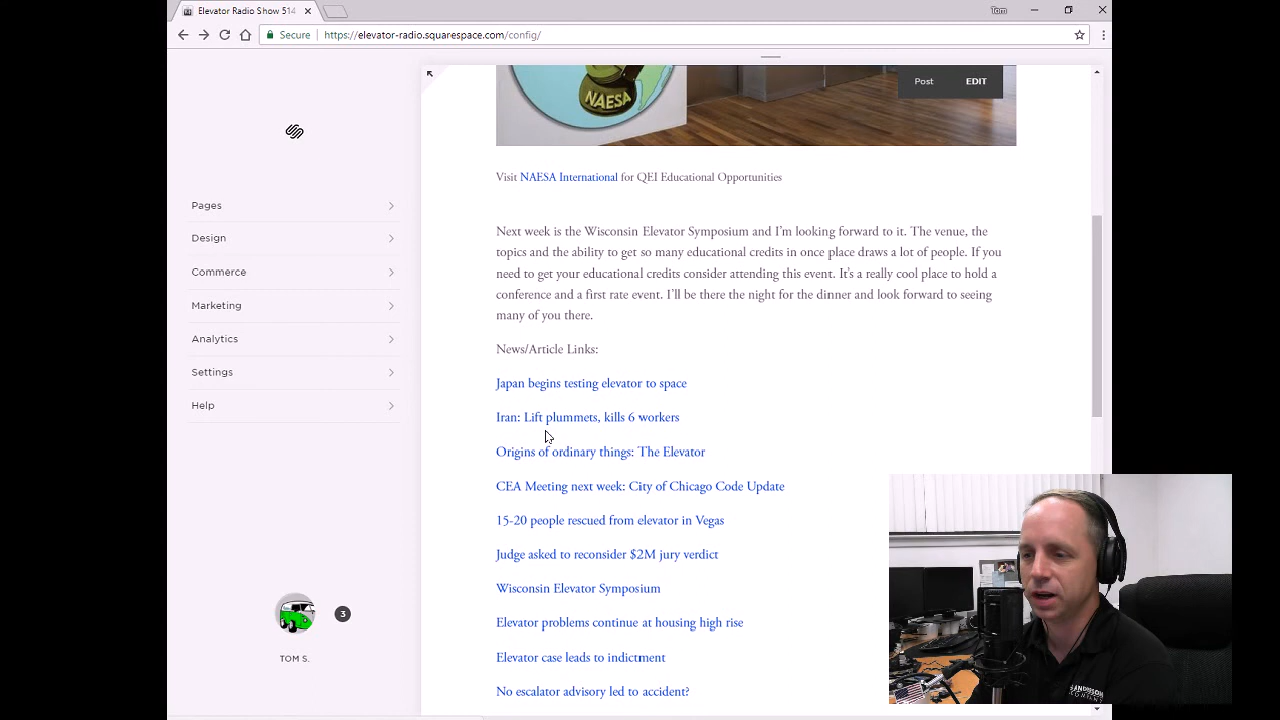 Elevator Radio Show 514
Tom
Secure
https://elevator-radio.squarespace.com/config/
Pages
Design
Commerce
Marketing
Analytics
Settings
Help
3
TOM S.
NAESA
Post
EDIT
Visit NAESA International for QEI Educational Opportunities
Next week is the Wisconsin Elevator Symposium and I'm looking forward to it. The venue, the
topics and the ability to get so many educational credits in once place draws a lot of people. If you
need to get your educational credits consider attending this event. It's a really cool place to hold a
conference and a first rate event. I'll be there the night for the dinner and look forward to seeing
many of you there.
News/Article Links:
Japan begins testing elevator to space
Iran: Lift plummets, kills 6 workers
Origins of ordinary things: The Elevator
CEA Meeting next week: City of Chicago Code Update
15-20 people rescued from elevator in Vegas
Judge asked to reconsider $2M jury verdict
Wisconsin Elevator Symposium
Elevator problems continue at housing high rise
Elevator case leads to indictment
No escalator advisory led to accident?